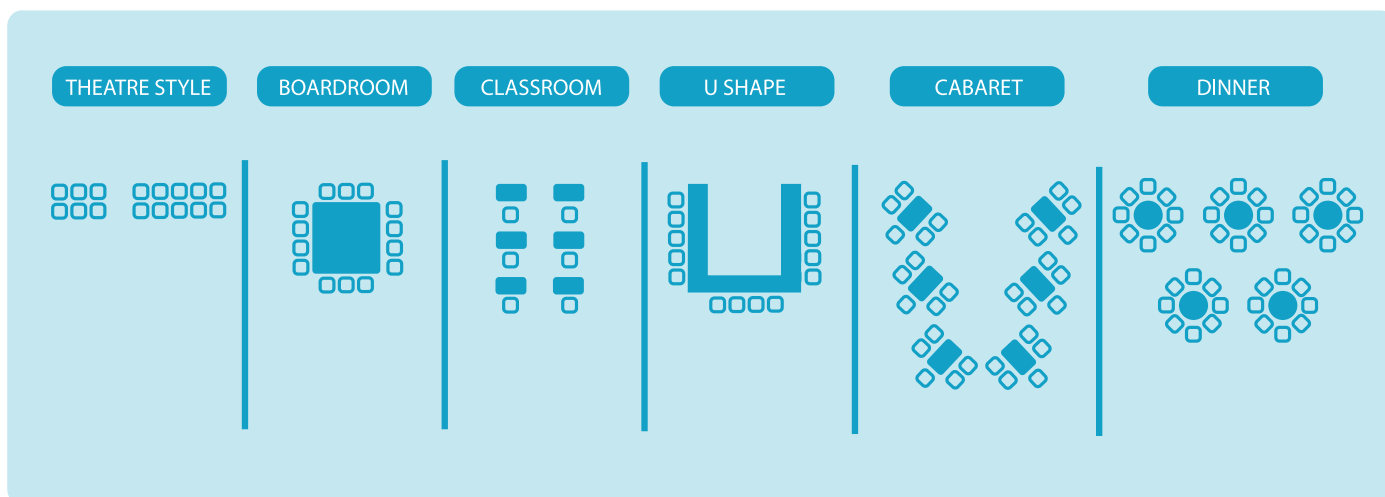 THEATRE STYLE
BOARDROOM
CLASSROOM
U SHAPE
CABARET
DINNER